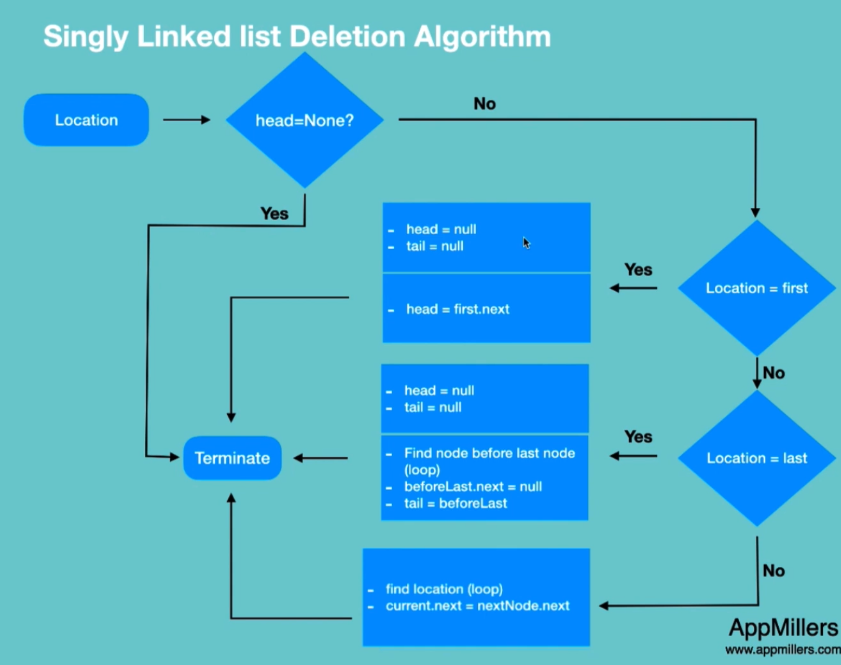 Singly Linked list Deletion Algorithm
Location
head=None?
No
Yes
- head = null
- tail = null
- head = first.next
Yes
Location = first
No
- head = null
- tail = null
- Find node before last node
(loop)
- beforeLast.next = null
- tail = beforeLast
Yes
Location = last
Terminate
No
- find location (loop)
- current.next = nextNode.next
AppMillers
www.appmillers.com